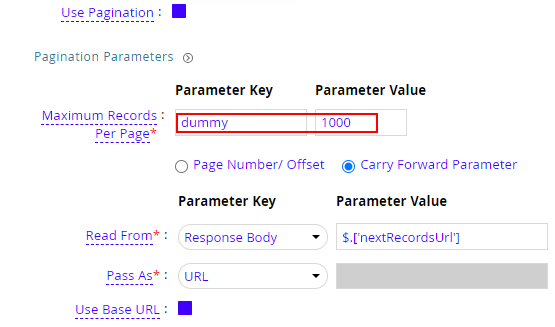 Use Pagination :
Pagination Parameters
Parameter Key Parameter Value
Maximum Records Per Page* : dummy 1000
Page Number/ Offset Carry Forward Parameter
Parameter Key Parameter Value
Read From* : Response Body $.['nextRecordsUrl']
Pass As* : URL
Use Base URL :